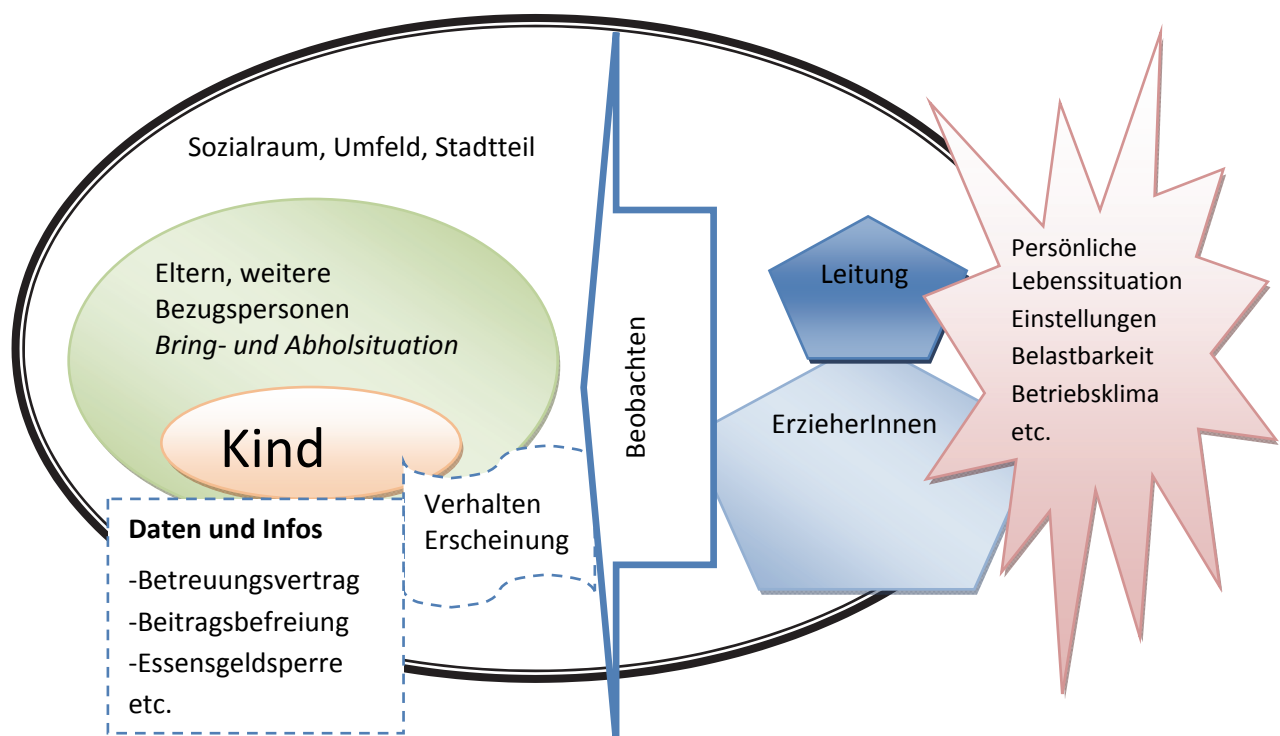 Sozialraum, Umfeld, Stadtteil
Eltern, weitere
Bezugspersonen
Bring- und Abholsituation
Kind
Verhalten
Erscheinung
Daten und Infos
-Betreuungsvertrag
-Beitragsbefreiung
-Essensgeldsperre
etc.
Beobachten
Leitung
ErzieherInnen
Persönliche
Lebenssituation
Einstellungen
Belastbarkeit
Betriebsklima
etc.